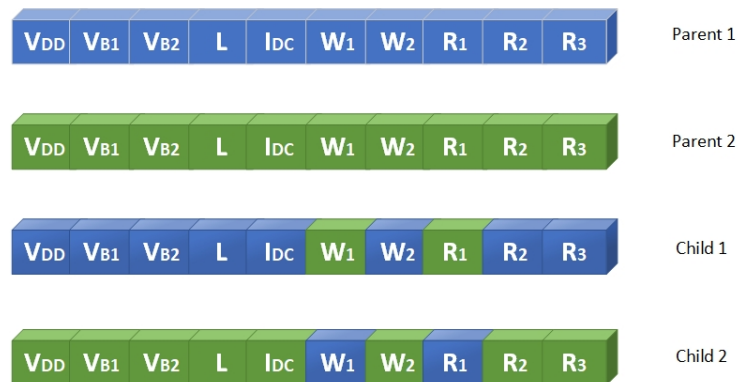 VDD VB1 VB2 L IDC W1 W2 R1 R2 R3 Parent 1
VDD VB1 VB2 L IDC W1 W2 R1 R2 R3 Parent 2
VDD VB1 VB2 L IDC W1 W2 R1 R2 R3 Child 1
VDD VB1 VB2 L IDC W1 W2 R1 R2 R3 Child 2